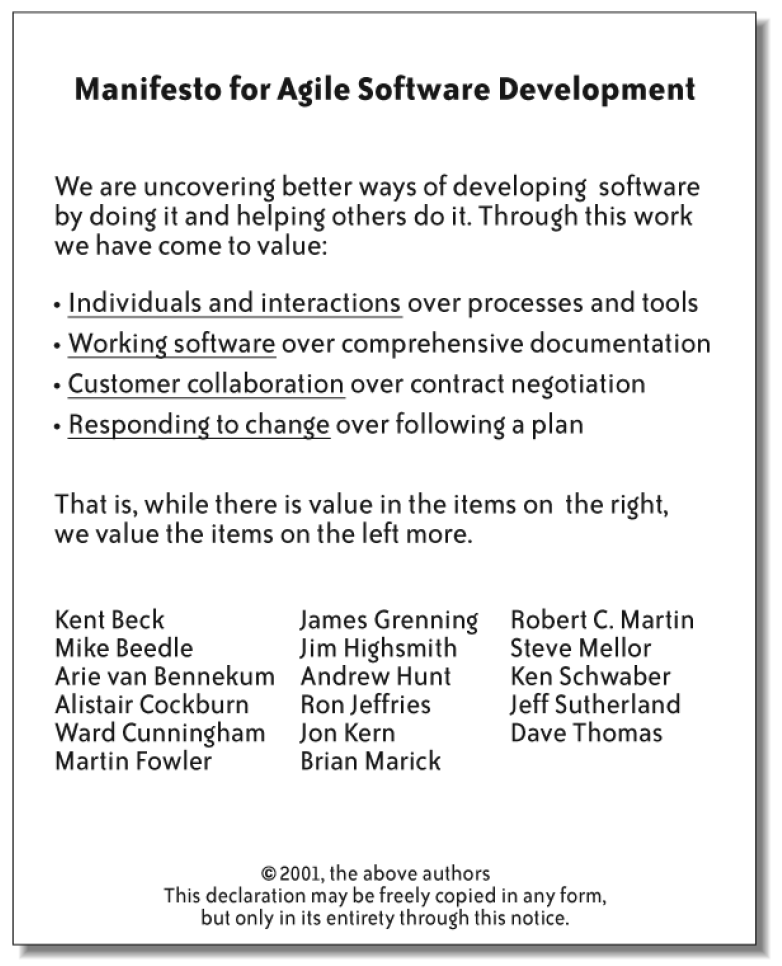 Manifesto for Agile Software Development
We are uncovering better ways of developing software
by doing it and helping others do it. Through this work
we have come to value:
• Individuals and interactions over processes and tools
• Working software over comprehensive documentation
• Customer collaboration over contract negotiation
• Responding to change over following a plan
That is, while there is value in the items on the right,
we value the items on the left more.
Kent Beck
Mike Beedle
Arie van Bennekum
Alistair Cockburn
Ward Cunningham
Martin Fowler
James Grenning
Jim Highsmith
Andrew Hunt
Ron Jeffries
Jon Kern
Brian Marick
Robert C. Martin
Steve Mellor
Ken Schwaber
Jeff Sutherland
Dave Thomas
©2001, the above authors
This declaration may be freely copied in any form,
but only in its entirety through this notice.